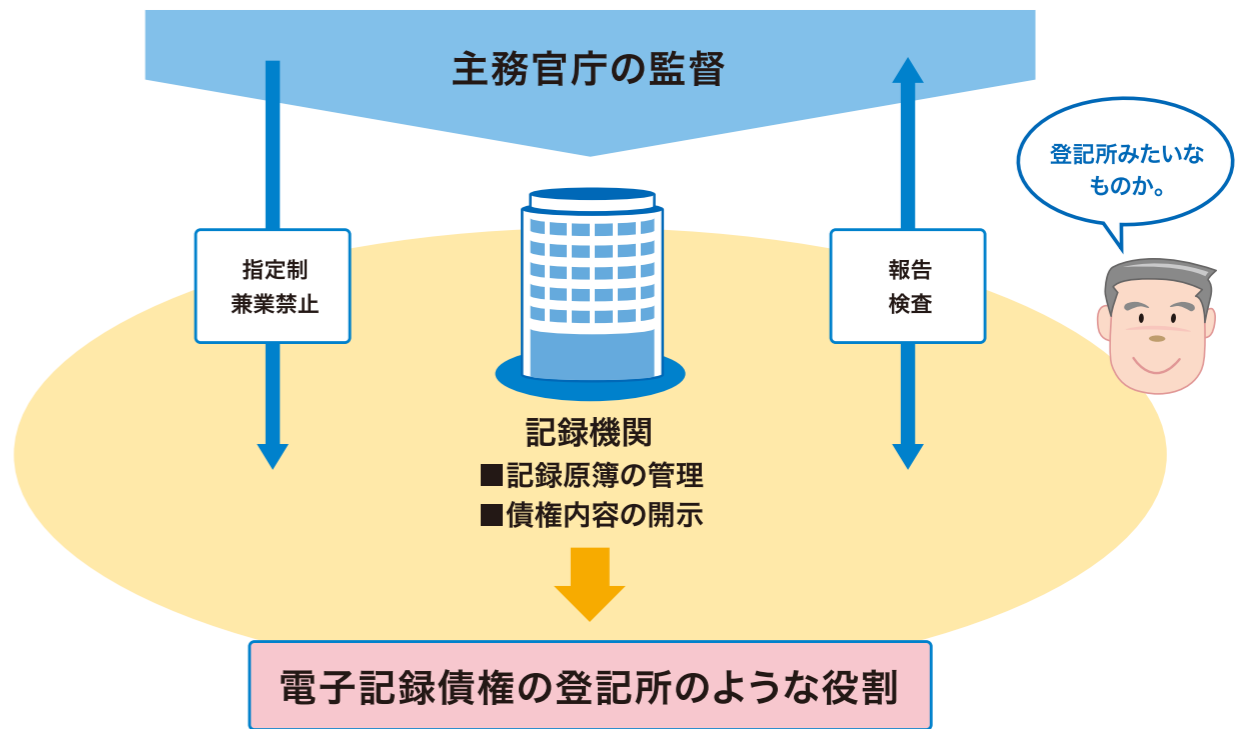 主務官庁の監督
登記所みたいな
ものか。
指定制
兼業禁止
報告
検査
記録機関
■記録原簿の管理
■債権内容の開示
電子記録債権の登記所のような役割